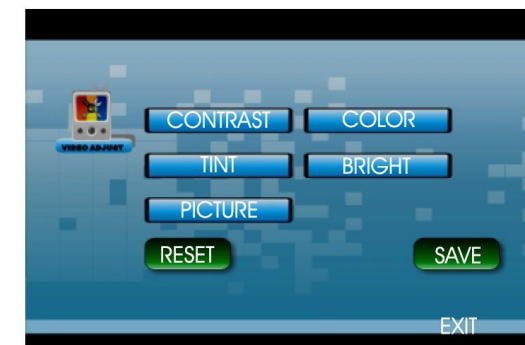 CONTRAST COLOR
VIDEO ADJUST
TINT BRIGHT
PICTURE
RESET SAVE
EXIT